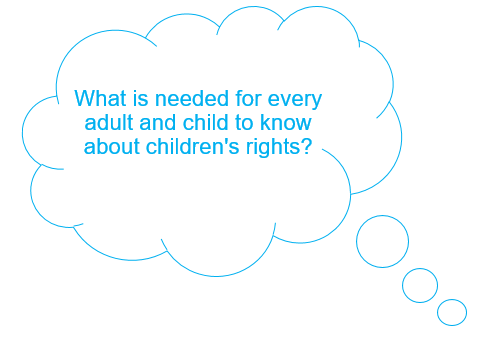 What is needed for every
adult and child to know
about children's rights?